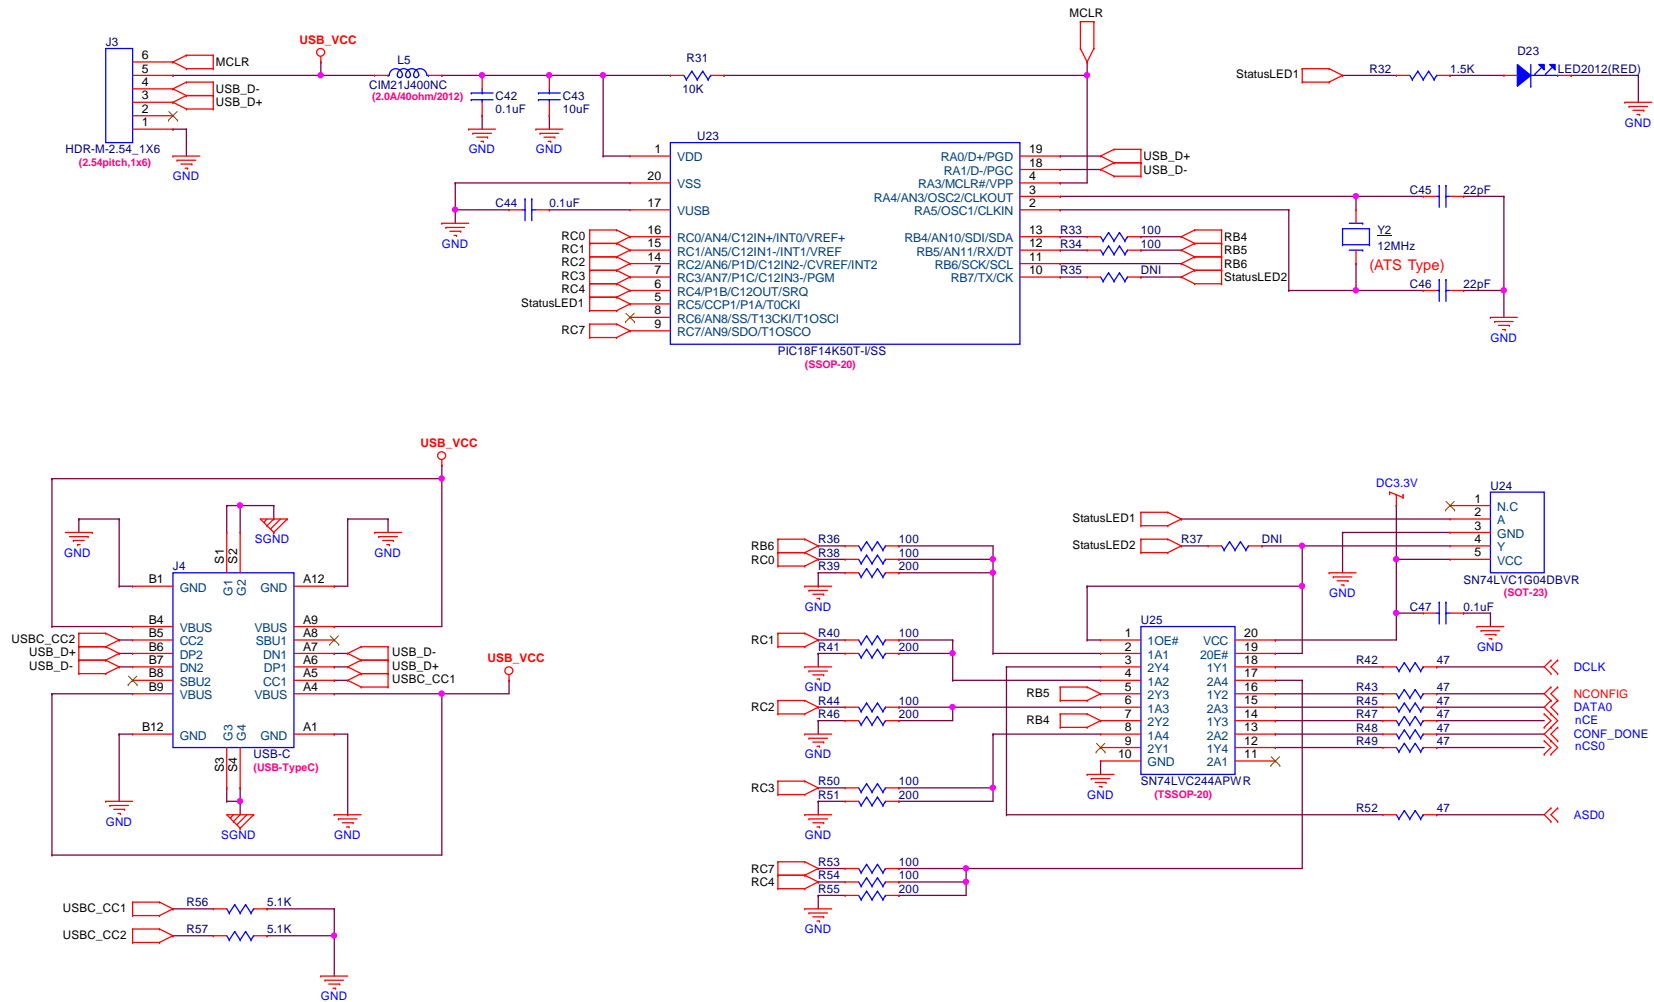 MCLR
J3
6
MCLR
5
4
USB_D-
3
USB_D+
2
1
HDR-M-2.54_1X6
(2.54pitch,1x6)
GND
USB_VCC
L5
CIM21J400NC
(2.0A/40ohm/2012)
C42
0.1uF
GND
C43
10uF
GND
R31
10K
StatusLED1
R32
1.5K
D23
LED2012(RED)
GND
U23
1
VDD
20
VSS
C44
0.1uF
17
VUSB
GND
RC0
16
RC0/AN4/C12IN+/INT0/VREF+
RC1
15
RC1/AN5/C12IN1-/INT1/VREF
RC2
14
RC2/AN6/P1D/C12IN2-/CVREF/INT2
RC3
7
RC3/AN7/P1C/C12IN3-/PGM
RC4
6
RC4/P1B/C12OUT/SRQ
StatusLED1
5
RC5/CCP1/P1A/T0CKI
8
RC6/AN8/SS/T13CKI/T1OSCI
RC7
9
RC7/AN9/SDO/T1OSCO
RA0/D+/PGD
19
USB_D+
RA1/D-/PGC
18
USB_D-
RA3/MCLR#/VPP
4
RA4/AN3/OSC2/CLKOUT
3
RA5/OSC1/CLKIN
2
RB4/AN10/SDI/SDA
13
R33
100
RB4
RB5/AN11/RX/DT
12
R34
100
RB5
RB6/SCK/SCL
11
RB6
RB7/TX/CK
10
R35
DNI
StatusLED2
PIC18F14K50T-I/SS
(SSOP-20)
C45
22pF
Y2
12MHz
(ATS Type)
C46
22pF
GND
USB_VCC
GND
SGND
GND
S1
S2
J4
G1
G2
B1
GND
GND
A12
B4
VBUS
VBUS
A9
USBC_CC2
B5
CC2
SBU1
A8
USB_D+
B6
DP2
DN1
A7
USB_D-
USB_D-
B7
DN2
DP1
A6
USB_D+
B8
SBU2
CC1
A5
USBC_CC1
B9
VBUS
VBUS
A4
USB_VCC
B12
GND
GND
A1
G3
G4
S3
S4
USB-C
(USB-TypeC)
GND
SGND
GND
USBC_CC1
R56
5.1K
USBC_CC2
R57
5.1K
GND
DC3.3V
StatusLED1
StatusLED2
R37
DNI
U24
1
N.C
2
A
3
GND
4
Y
5
VCC
SN74LVC1G04DBVR
(SOT-23)
GND
C47
0.1uF
GND
RB6
R36
100
RC0
R38
100
R39
200
GND
RC1
R40
100
R41
200
GND
RC2
R44
100
R46
200
GND
RC3
R50
100
R51
200
GND
RC7
R53
100
RC4
R54
100
R55
200
GND
U25
1
1OE#
VCC
20
2
1A1
20E#
19
3
2Y4
1Y1
18
4
1A2
2A4
17
RB5
5
2Y3
1Y2
16
6
1A3
2A3
15
RB4
7
2Y2
1Y3
14
8
1A4
2A2
13
9
2Y1
1Y4
12
10
GND
2A1
11
SN74LVC244APWR
(TSSOP-20)
GND
R42
47
DCLK
R43
47
NCONFIG
R45
47
DATA0
R47
47
nCE
R48
47
CONF_DONE
R49
47
nCS0
R52
47
ASD0